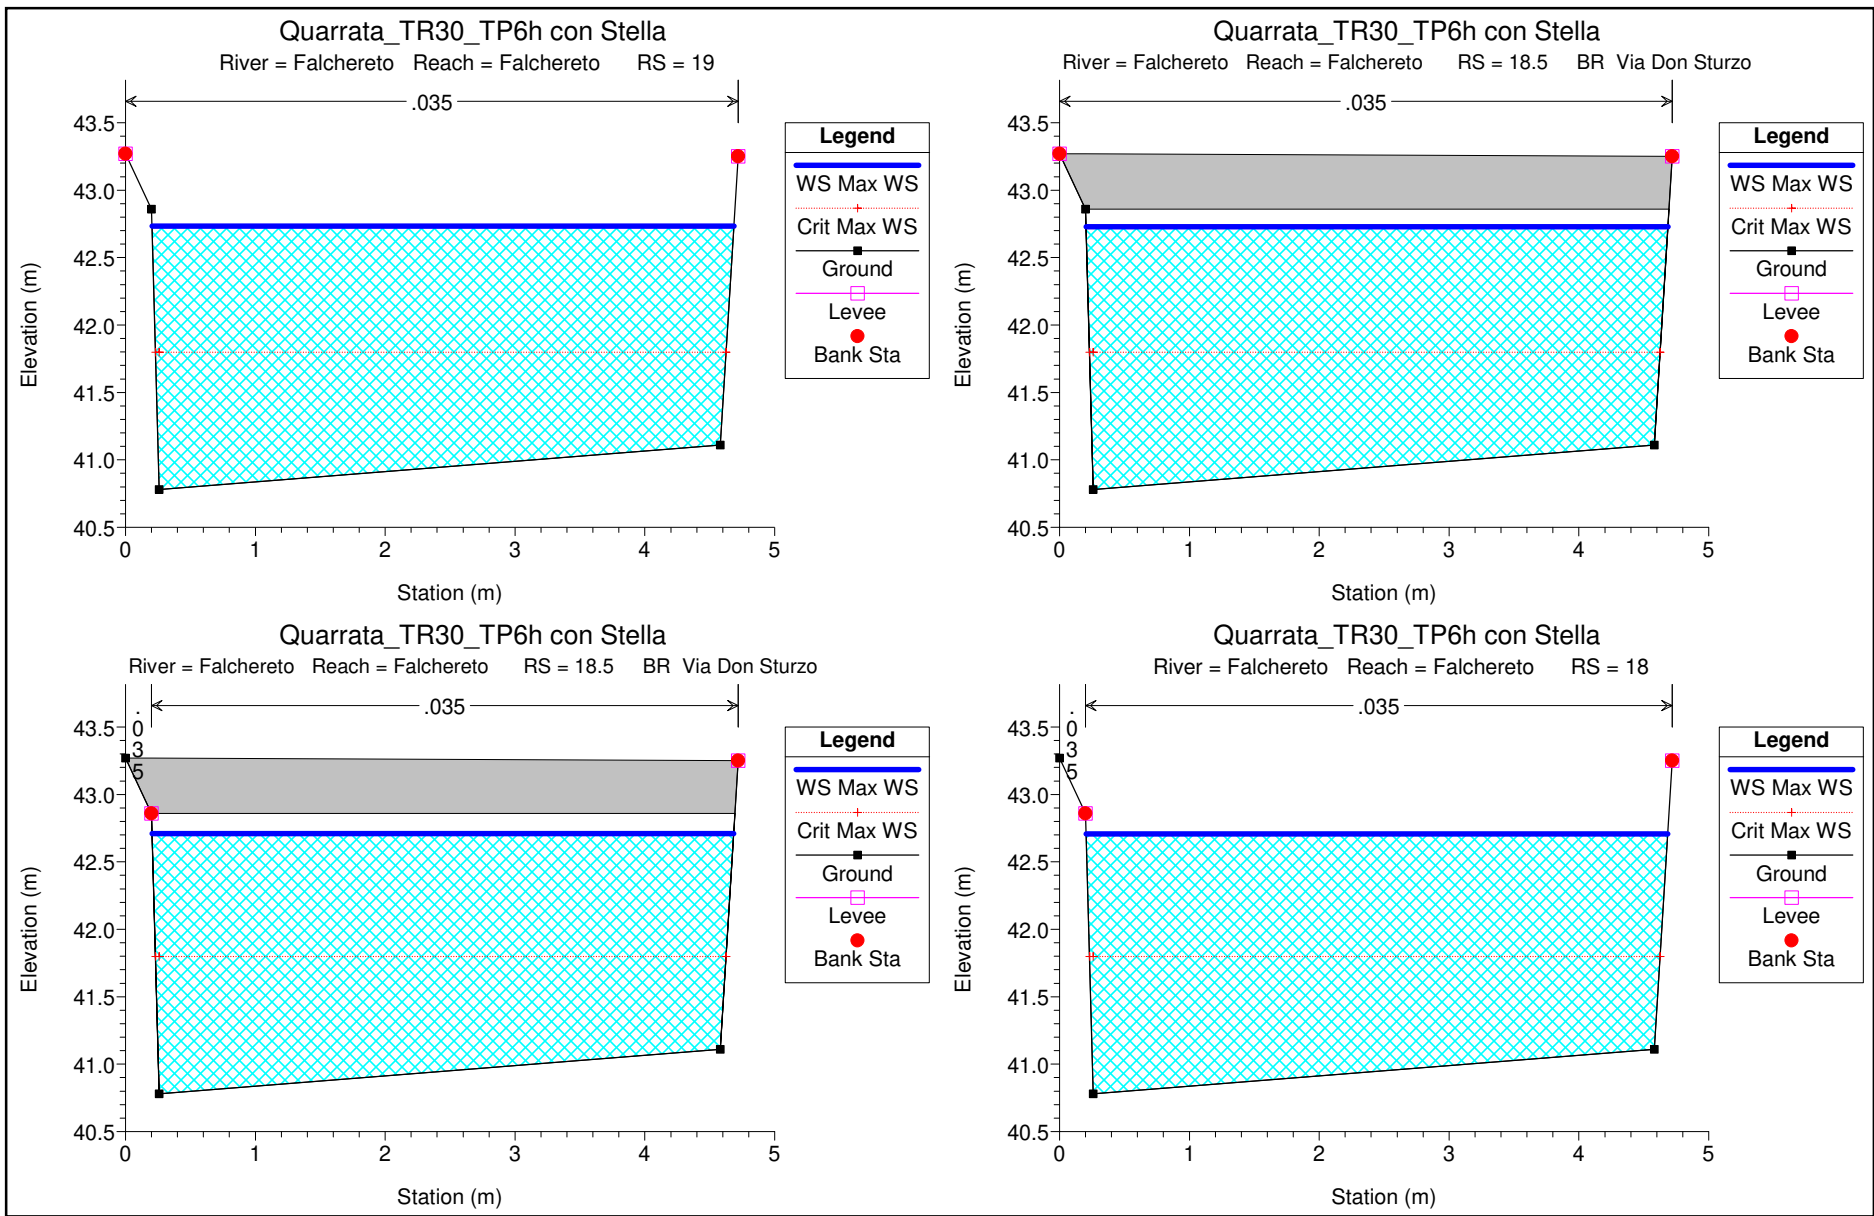 Quarrata_TR30_TP6h con Stella
River = Falchereto Reach = Falchereto RS = 19
.035
43.5
43.0
42.5
42.0
41.5
41.0
40.5
0 1 2 3 4 5
Elevation (m)
Station (m)
Legend
WS Max WS
Crit Max WS
Ground
Levee
Bank Sta
Quarrata_TR30_TP6h con Stella
River = Falchereto Reach = Falchereto RS = 18.5 BR Via Don Sturzo
.035
43.5
43.0
42.5
42.0
41.5
41.0
40.5
0 1 2 3 4 5
Elevation (m)
Station (m)
Legend
WS Max WS
Crit Max WS
Ground
Levee
Bank Sta
Quarrata_TR30_TP6h con Stella
River = Falchereto Reach = Falchereto RS = 18.5 BR Via Don Sturzo
.035
.035
43.5
43.0
42.5
42.0
41.5
41.0
40.5
0 1 2 3 4 5
Elevation (m)
Station (m)
Legend
WS Max WS
Crit Max WS
Ground
Levee
Bank Sta
Quarrata_TR30_TP6h con Stella
River = Falchereto Reach = Falchereto RS = 18
.035
.035
43.5
43.0
42.5
42.0
41.5
41.0
40.5
0 1 2 3 4 5
Elevation (m)
Station (m)
Legend
WS Max WS
Crit Max WS
Ground
Levee
Bank Sta